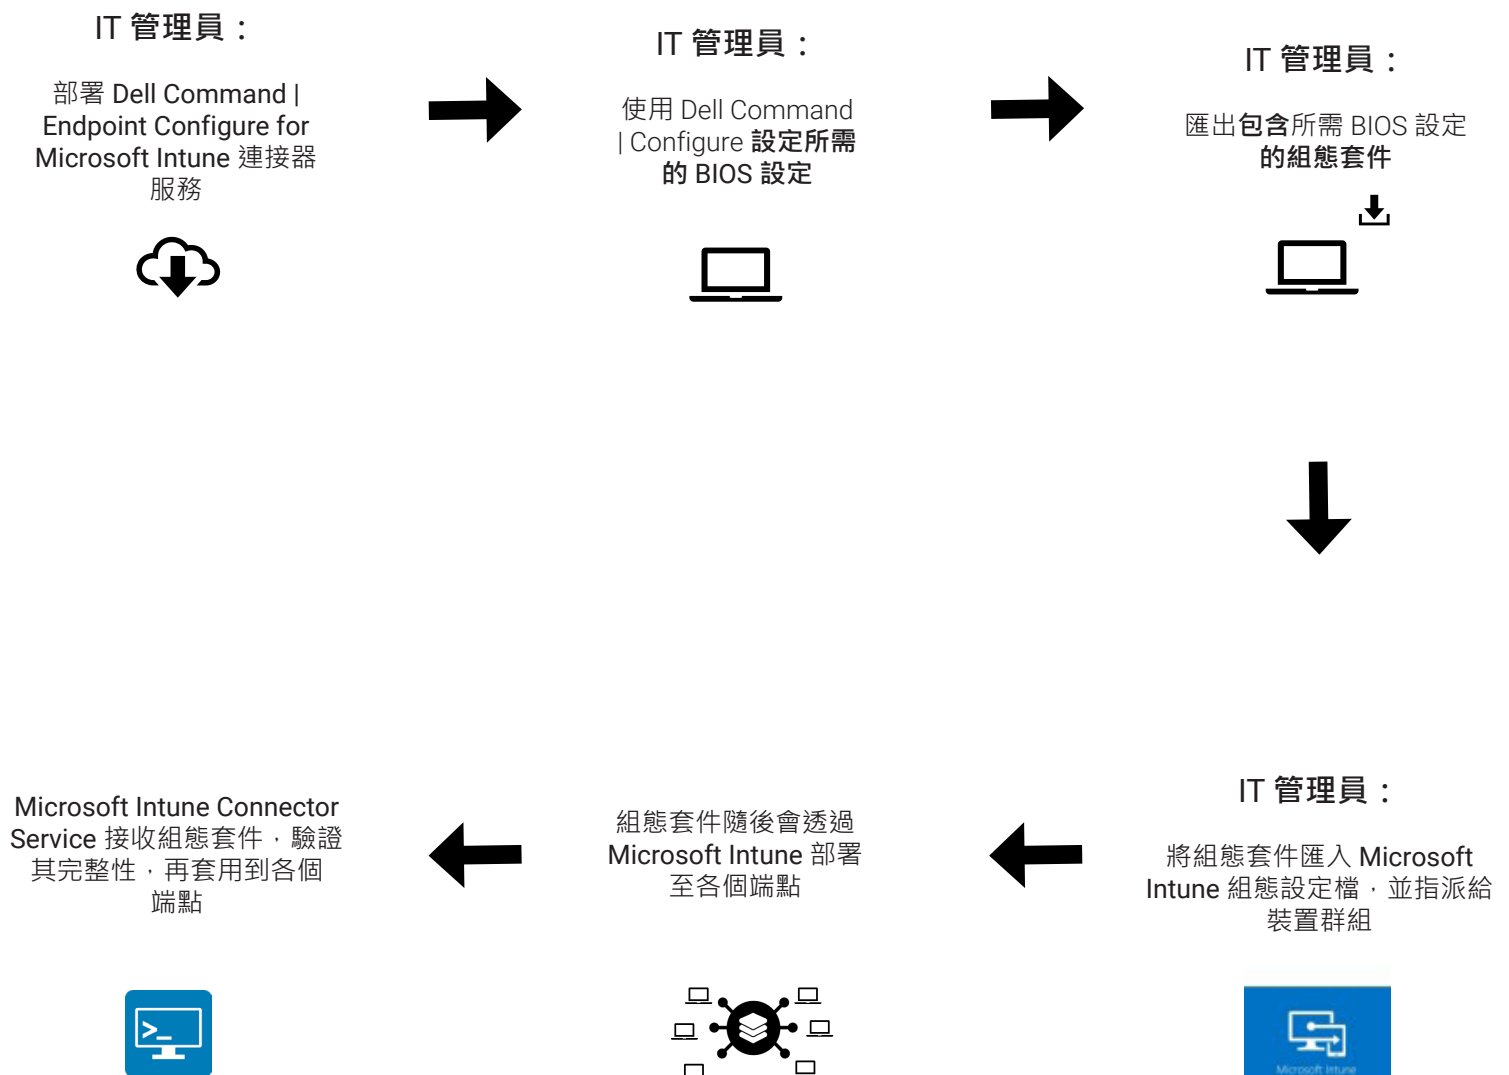 IT 管理員：
部署 Dell Command |
Endpoint Configure for
Microsoft Intune 連接器
服務
IT 管理員：
使用 Dell Command
| Configure 設定所需
的 BIOS 設定
IT 管理員：
匯出包含所需 BIOS 設定
的組態套件
IT 管理員：
將組態套件匯入 Microsoft
Intune 組態設定檔，並指派給
裝置群組
Microsoft Intune
組態套件隨後會透過
Microsoft Intune 部署
至各個端點
Microsoft Intune Connector
Service 接收組態套件，驗證
其完整性，再套用到各個
端點
>_